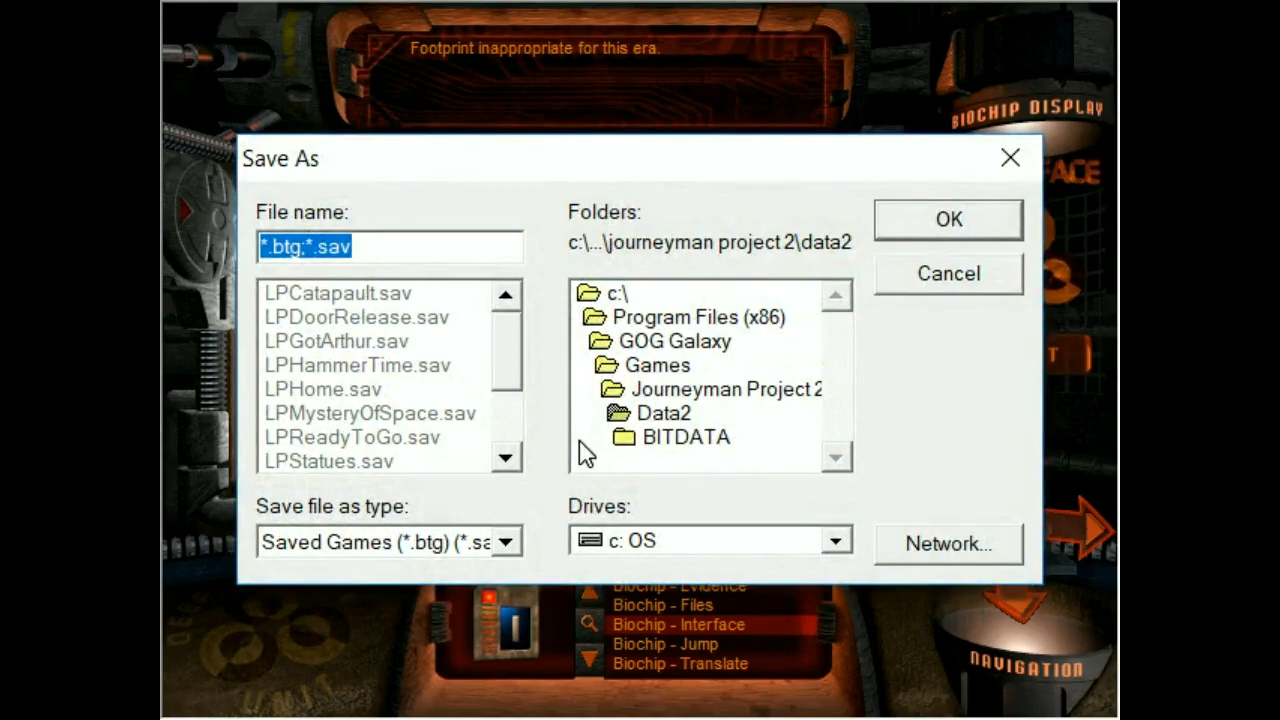 Footprint inappropriate for this era.
BIOCHIP DISPLAY
FACE
Save As
File name:
*.btg;*.sav
LPCatapault.sav
LPDoorRelease.sav
LPGotArthur.sav
LPHammerTime.sav
LPHome.sav
LPMysteryOfSpace.sav
LPReadyToGo.sav
LPStatues.sav
Save file as type:
Saved Games (*.btg) (*.sa
Folders:
c:\...\journeyman project 2\data2
c:\
Program Files (x86)
GOG Galaxy
Games
Journeyman Project 2
Data2
BITDATA
Drives:
c: OS
OK
Cancel
Network...
T
Biochip - Evidence
Biochip - Files
Biochip - Interface
Biochip - Jump
Biochip - Translate
NAVIGATION